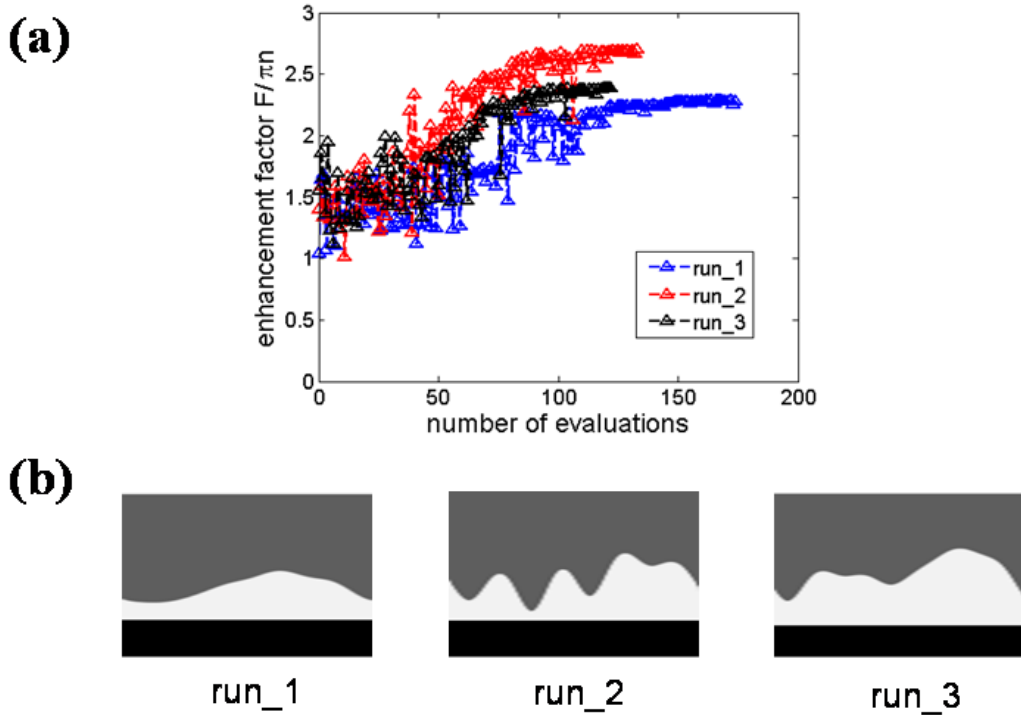 (a)
3
2.5
2
1.5
1
0.5
0
enhancement factor F/πn
run_1
run_2
run_3
0 50 100 150 200
number of evaluations
(b)
run_1 run_2 run_3